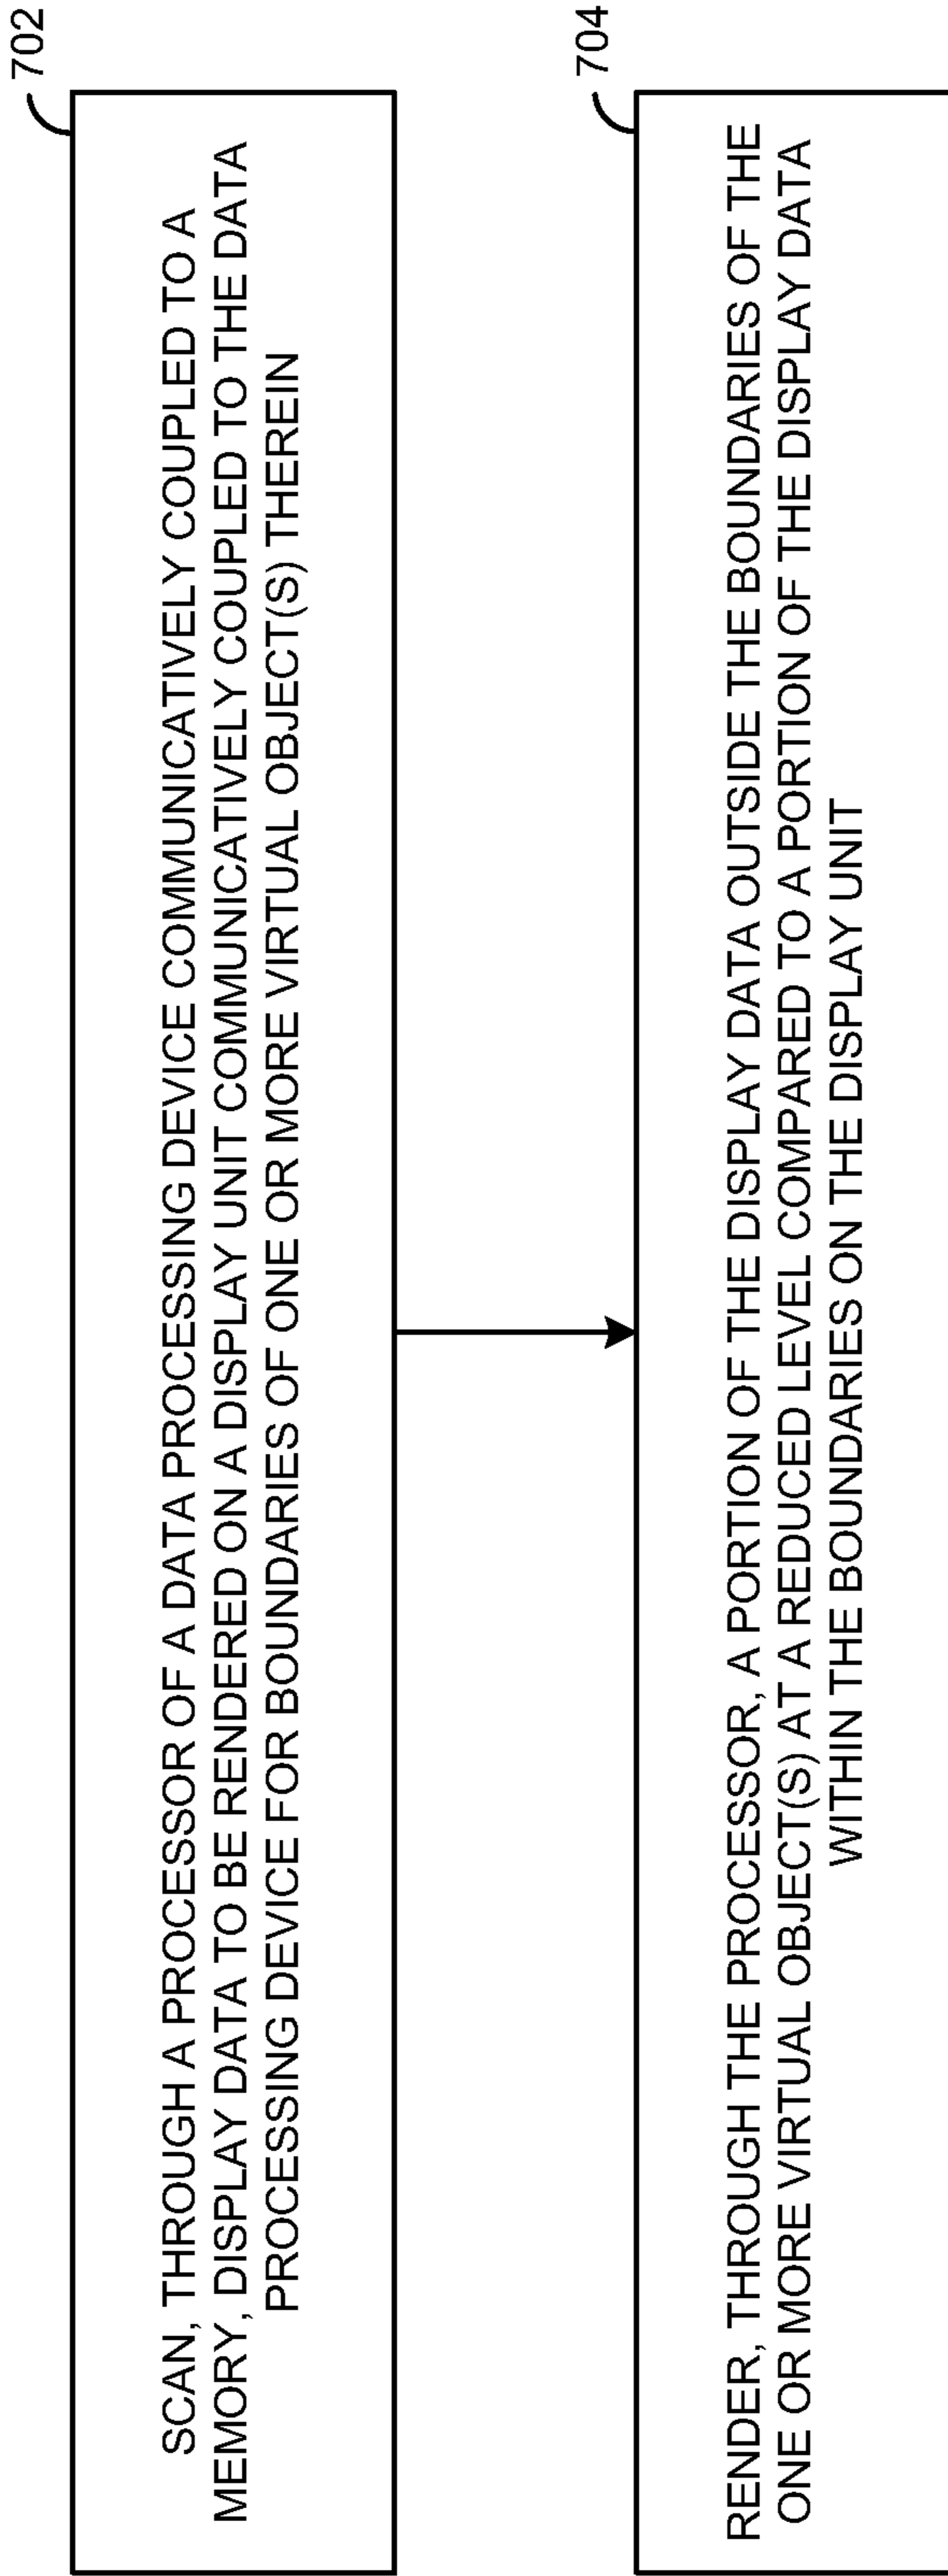 702
SCAN, THROUGH A PROCESSOR OF A DATA PROCESSING DEVICE COMMUNICATIVELY COUPLED TO A
MEMORY, DISPLAY DATA TO BE RENDERED ON A DISPLAY UNIT COMMUNICATIVELY COUPLED TO THE DATA
PROCESSING DEVICE FOR BOUNDARIES OF ONE OR MORE VIRTUAL OBJECT(S) THEREIN
704
RENDER, THROUGH THE PROCESSOR, A PORTION OF THE DISPLAY DATA OUTSIDE THE BOUNDARIES OF THE
ONE OR MORE VIRTUAL OBJECT(S) AT A REDUCED LEVEL COMPARED TO A PORTION OF THE DISPLAY DATA
WITHIN THE BOUNDARIES ON THE DISPLAY UNIT